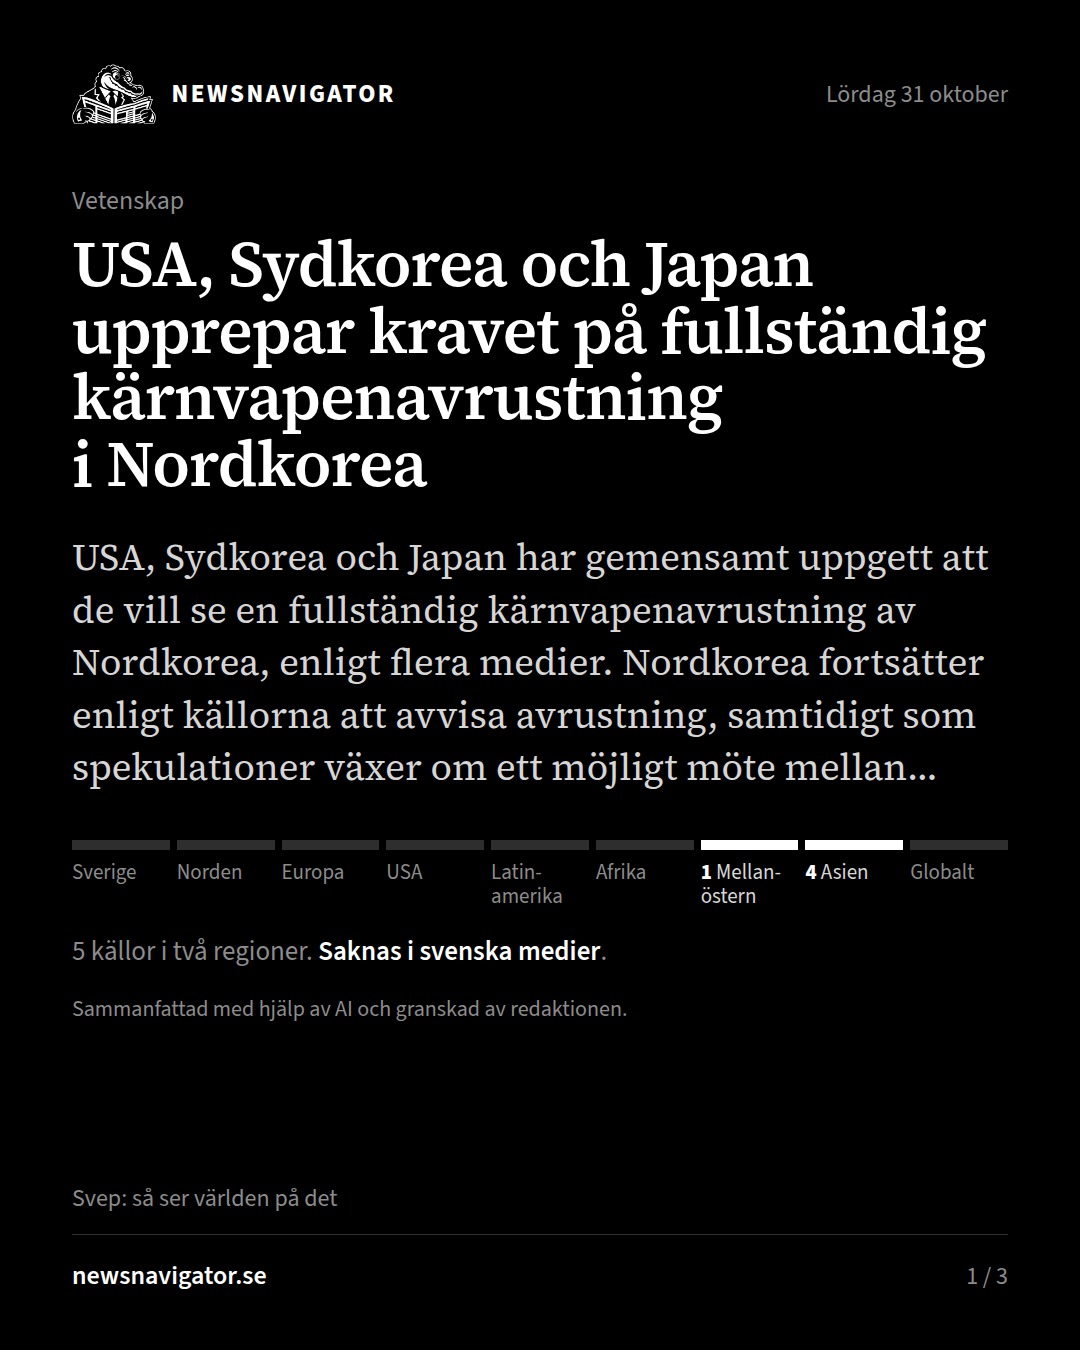 NEWSNAVIGATOR
Lördag 31 oktober
Vetenskap
USA, Sydkorea och Japan
upprepar kravet på fullständig
kärnvapenavrustning
i Nordkorea
USA, Sydkorea och Japan har gemensamt uppgett att
de vill se en fullständig kärnvapenavrustning av
Nordkorea, enligt flera medier. Nordkorea fortsätter
enligt källorna att avvisa avrustning, samtidigt som
spekulationer växer om ett möjligt möte mellan...
Sverige
Norden
Europa
USA
Latin-
amerika
Afrika
1 Mellan-
östern
4 Asien
Globalt
5 källor i två regioner. Saknas i svenska medier.
Sammanfattad med hjälp av AI och granskad av redaktionen.
Svep: så ser världen på det
newsnavigator.se
1 / 3